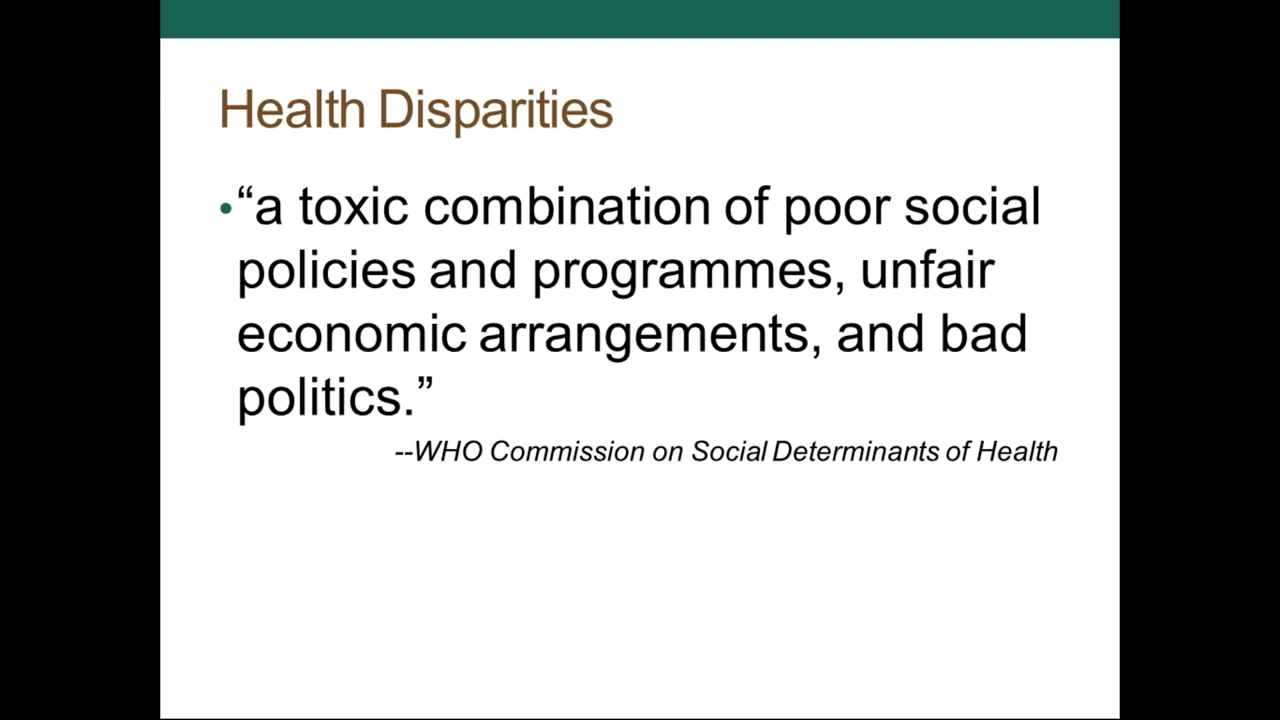 Health Disparities
•“a toxic combination of poor social
policies and programmes, unfair
economic arrangements, and bad
politics.”
--WHO Commission on Social Determinants of Health